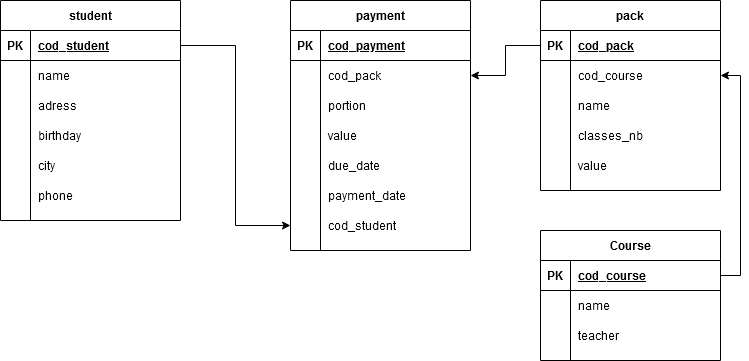 student
PK cod_student
name
adress
birthday
city
phone
payment
PK cod_payment
cod_pack
portion
value
due_date
payment_date
cod_student
pack
PK cod_pack
cod_course
name
classes_nb
value
Course
PK cod_course
name
teacher